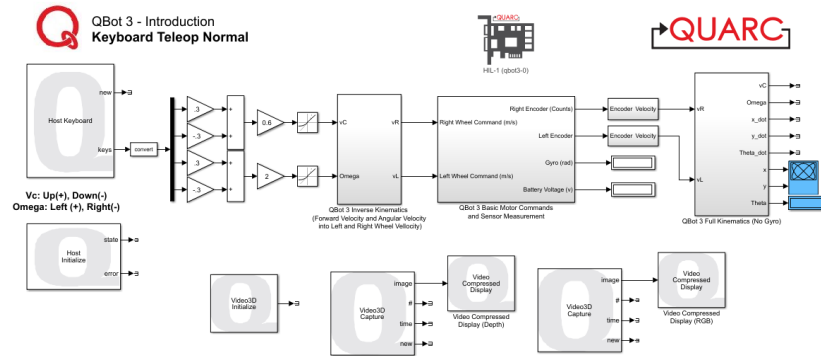 QBot 3 - Introduction
Keyboard Teleop Normal
QUARC
HIL-1 (qbot3-0)
QUARC
new
Host Keyboard
keys
convert
.3
-.3
.3
-.3
+
+
+
+
0.6
2
vC
vR
Omega
vL
QBot 3 Inverse Kinematics
(Forward Velocity and Angular Velocity
into Left and Right Wheel Vellocity)
Right Encoder (Counts)
Right Wheel Command (m/s)
Left Encoder
Gyro (rad)
Left Wheel Command (m/s)
Battery Voltage (v)
QBot 3 Basic Motor Commands
and Sensor Measurement
Encoder Velocity
Encoder Velocity
vR
vL
vC
Omega
x_dot
y_dot
Theta_dot
x
y
Theta
QBot 3 Full Kinematics (No Gyro)
Vc: Up(+), Down(-)
Omega: Left (+), Right(-)
state
Host
Initialize
error
Video3D
Initialize
image
Video3D
Capture
#
time
new
Video
Compressed
Display
Video Compressed
Display (Depth)
image
Video3D
Capture
#
time
new
Video
Compressed
Display
Video Compressed
Display (RGB)